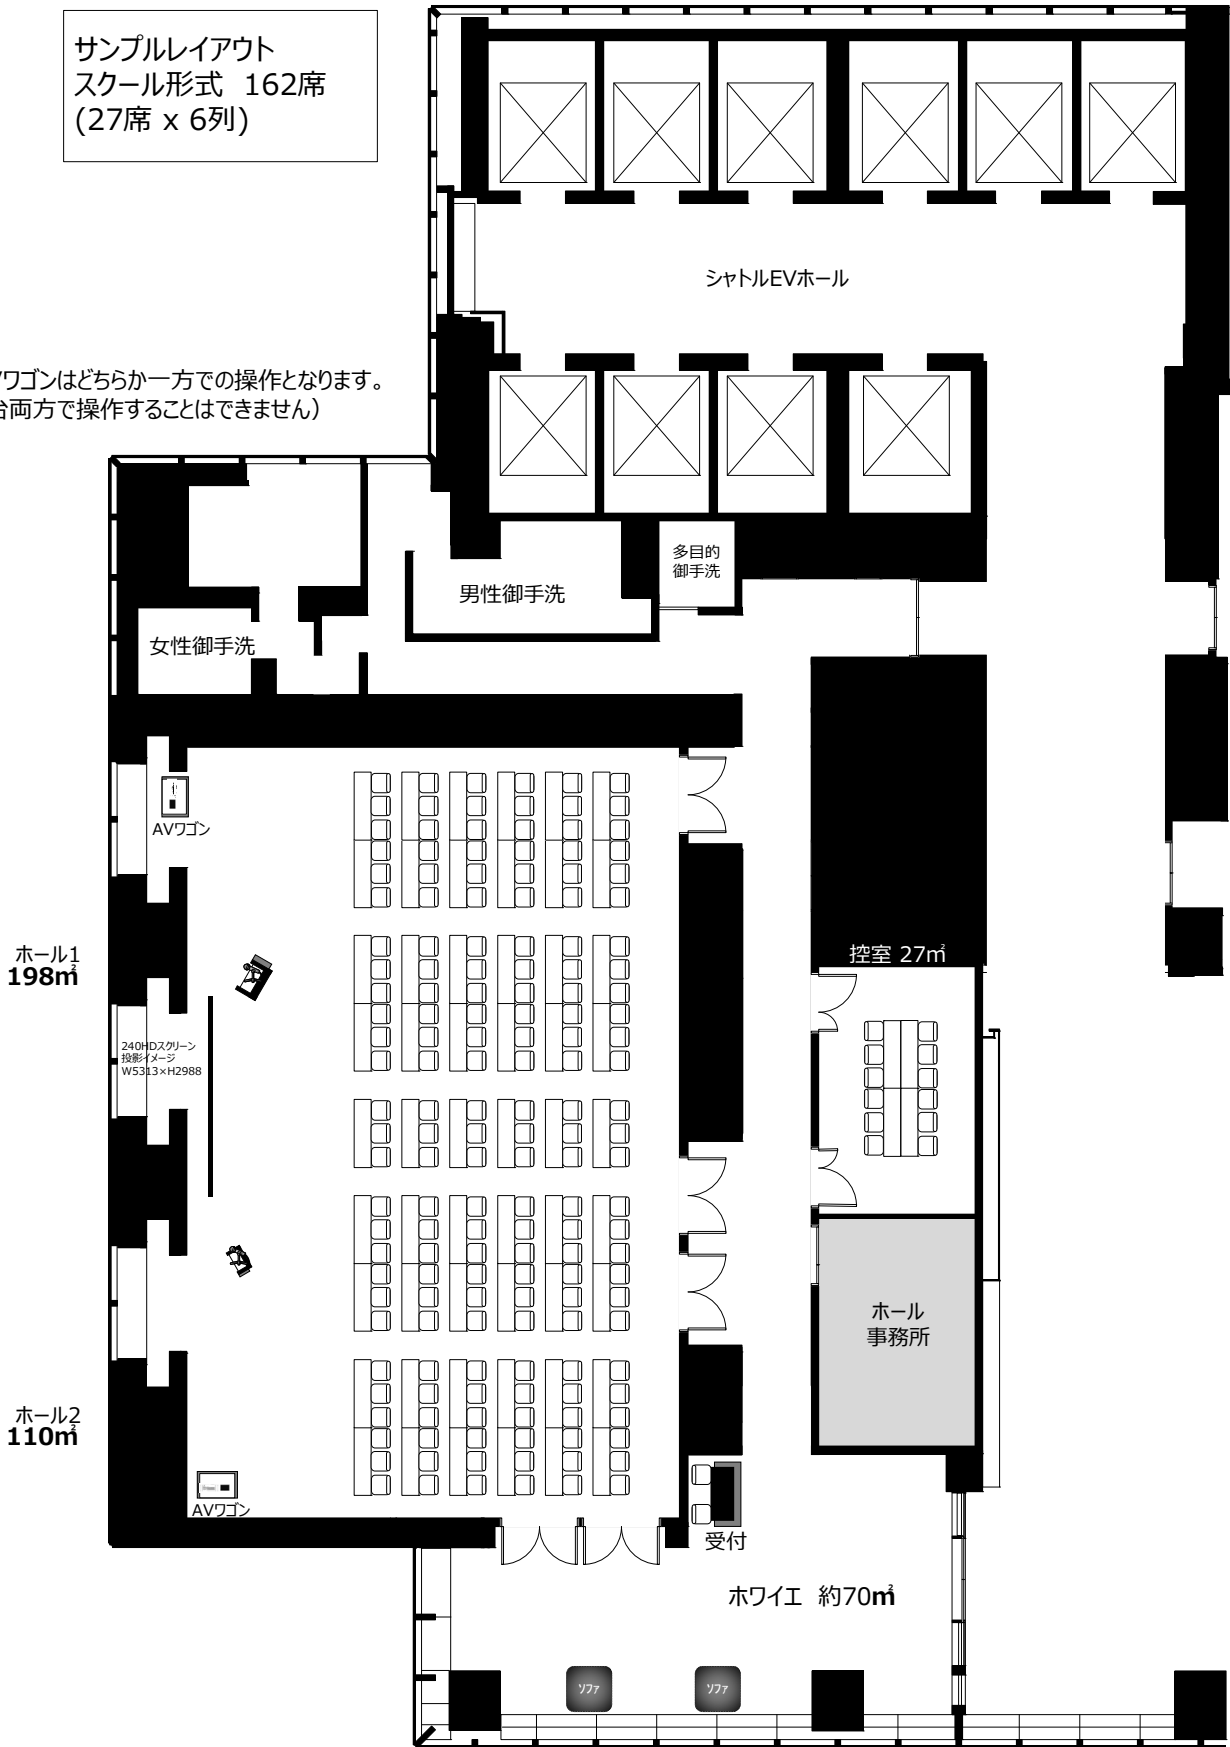 サンプルレイアウト
スクール形式 162席
(27席 x 6列)
シャトルEVホール
ワゴンはどちらか一方での操作となります。
台両方で操作することはできません）
多目的
御手洗
男性御手洗
女性御手洗
AVワゴン
ホール1
198㎡
控室 27㎡
240HDスクリーン
投影イメージ
W5313×H2988
ホール
事務所
ホール2
110㎡
AVワゴン
受付
ホワイエ 約70㎡
ソファ
ソファ